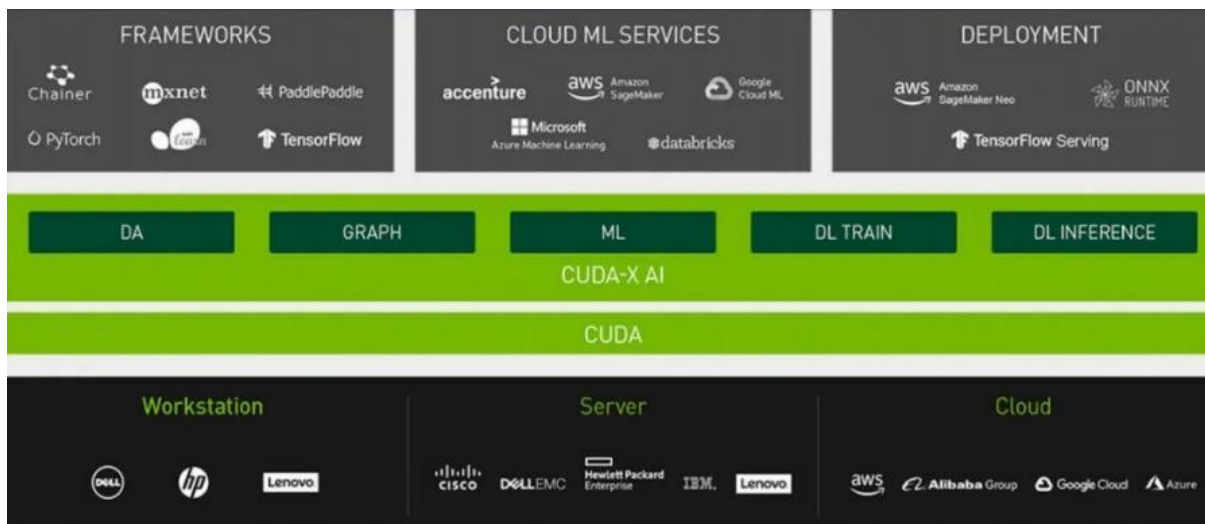 FRAMEWORKS
Chainer
mxnet
PaddlePaddle
PyTorch
learn
TensorFlow
CLOUD ML SERVICES
accenture
aws Amazon
SageMaker
Google
Cloud ML
Microsoft
Azure Machine Learning
databricks
DEPLOYMENT
aws Amazon
SageMaker Neo
ONNX
RUNTIME
TensorFlow Serving
DA
GRAPH
ML
DL TRAIN
DL INFERENCE
CUDA-X AI
CUDA
Workstation
DELL
hp
Lenovo
Server
CISCO
DELLEMC
Hewlett Packard
Enterprise
IBM.
Lenovo
Cloud
aws
Alibaba Group
Google Cloud
Azure